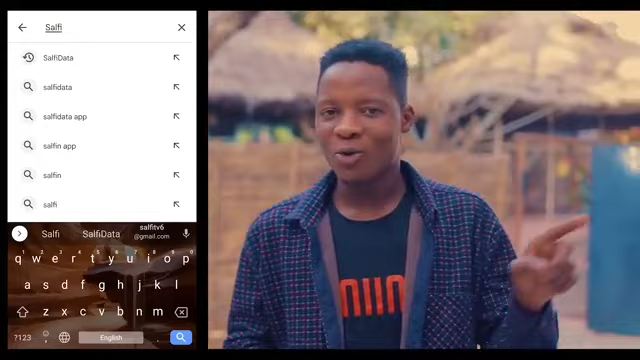 Salfi
SalfiData
salfidata
salfidata app
salfin app
salfin
salfi
Salfi SalfiData salfitv6
@gmail.com
q w e r t y u i o p
a s d f g h j k l
z x c v b n m
?123 English .